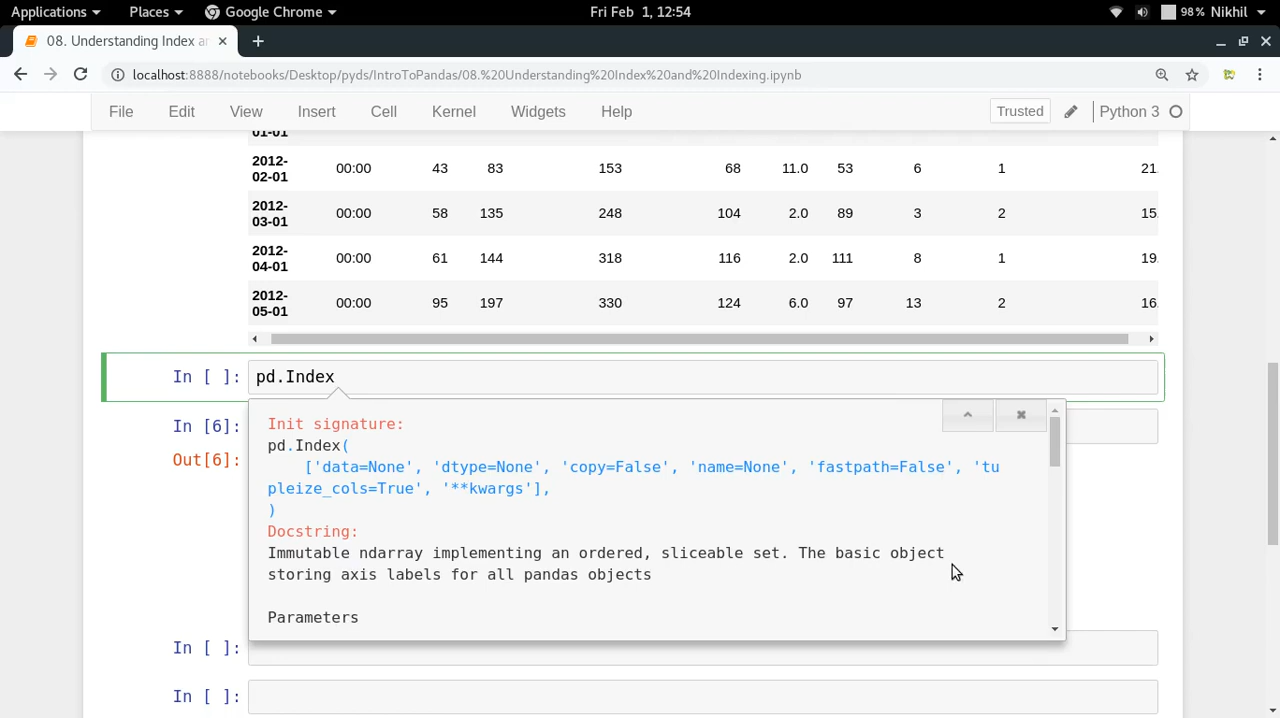 Applications Places Google Chrome Fri Feb 1, 12:54 98% Nikhil
08. Understanding Index an
localhost:8888/notebooks/Desktop/pyds/IntroToPandas/08.%20Understanding%20Index%20and%20Indexing.ipynb
File Edit View Insert Cell Kernel Widgets Help Trusted Python 3
01-01
2012-02-01 00:00 43 83 153 68 11.0 53 6 1 21.
2012-03-01 00:00 58 135 248 104 2.0 89 3 2 15.
2012-04-01 00:00 61 144 318 116 2.0 111 8 1 19.
2012-05-01 00:00 95 197 330 124 6.0 97 13 2 16.
In [ ]: pd.Index
In [6]:
Out[6]:
Init signature:
pd.Index(
['data=None', 'dtype=None', 'copy=False', 'name=None', 'fastpath=False', 'tu
pleize_cols=True', '**kwargs'],
)
Docstring:
Immutable ndarray implementing an ordered, sliceable set. The basic object
storing axis labels for all pandas objects
Parameters
In [ ]:
In [ ]: